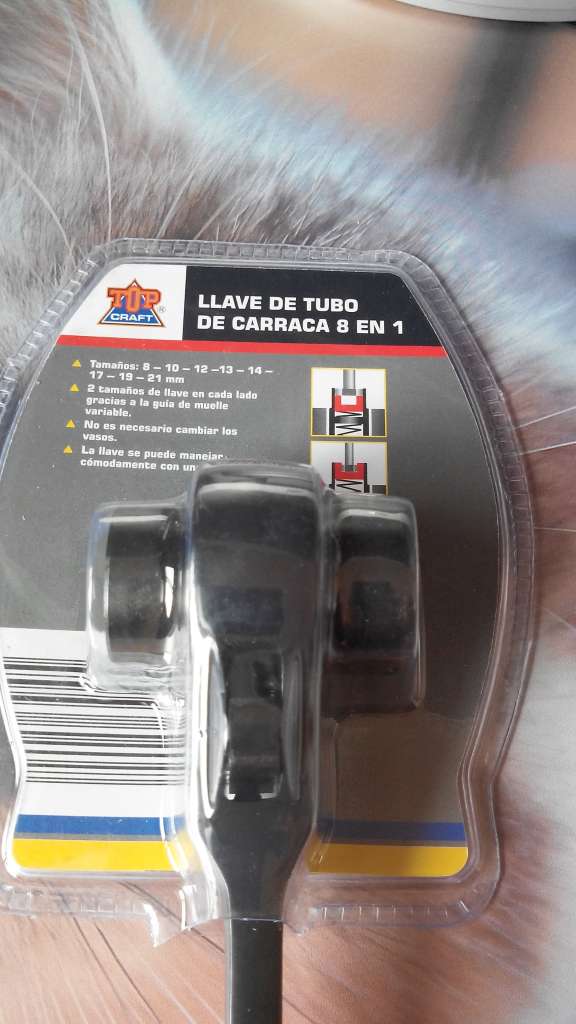 TOP
CRAFT
®
LLAVE DE TUBO
DE CARRACA 8 EN 1
Tamaños: 8 – 10 – 12 –13 – 14 –
17 – 19 – 21 mm
2 tamaños de llave en cada lado
gracias a la guía de muelle
variable.
No es necesario cambiar los
vasos.
La llave se puede manejar
cómodamente con un